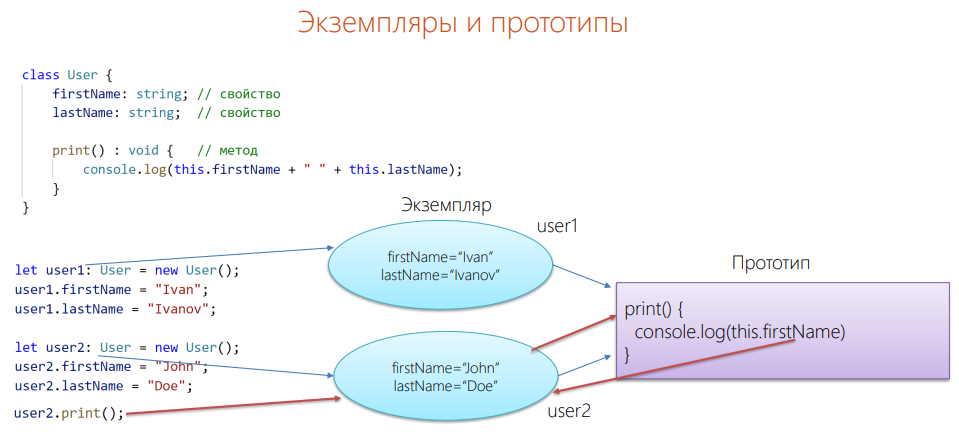 Экземпляры и прототипы
class User {
firstName: string; // свойство
lastName: string; // свойство
print() : void { // метод
console.log(this.firstName + " " + this.lastName);
}
}
Экземпляр
user1
firstName=“Ivan”
lastName=“Ivanov”
let user1: User = new User();
user1.firstName = "Ivan";
user1.lastName = "Ivanov";
Прототип
print() {
console.log(this.firstName)
}
let user2: User = new User();
user2.firstName = "John";
user2.lastName = "Doe";
user2.print();
firstName=“John”
lastName=“Doe”
user2